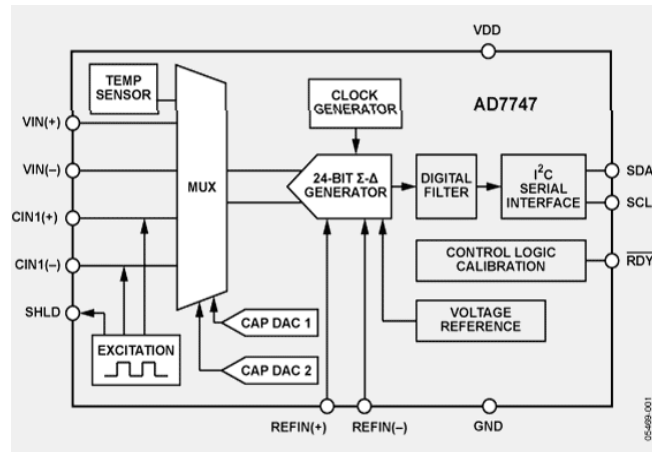 VDD
TEMP
SENSOR
CLOCK
GENERATOR
AD7747
VIN(+)
VIN(–)
MUX
24-BIT Σ-Δ
GENERATOR
DIGITAL
FILTER
I²C
SERIAL
INTERFACE
SDA
SCL
CIN1(+)
CIN1(–)
CONTROL LOGIC
CALIBRATION
RDY
SHLD
EXCITATION
CAP DAC 1
CAP DAC 2
VOLTAGE
REFERENCE
REFIN(+)
REFIN(–)
GND
05469-001